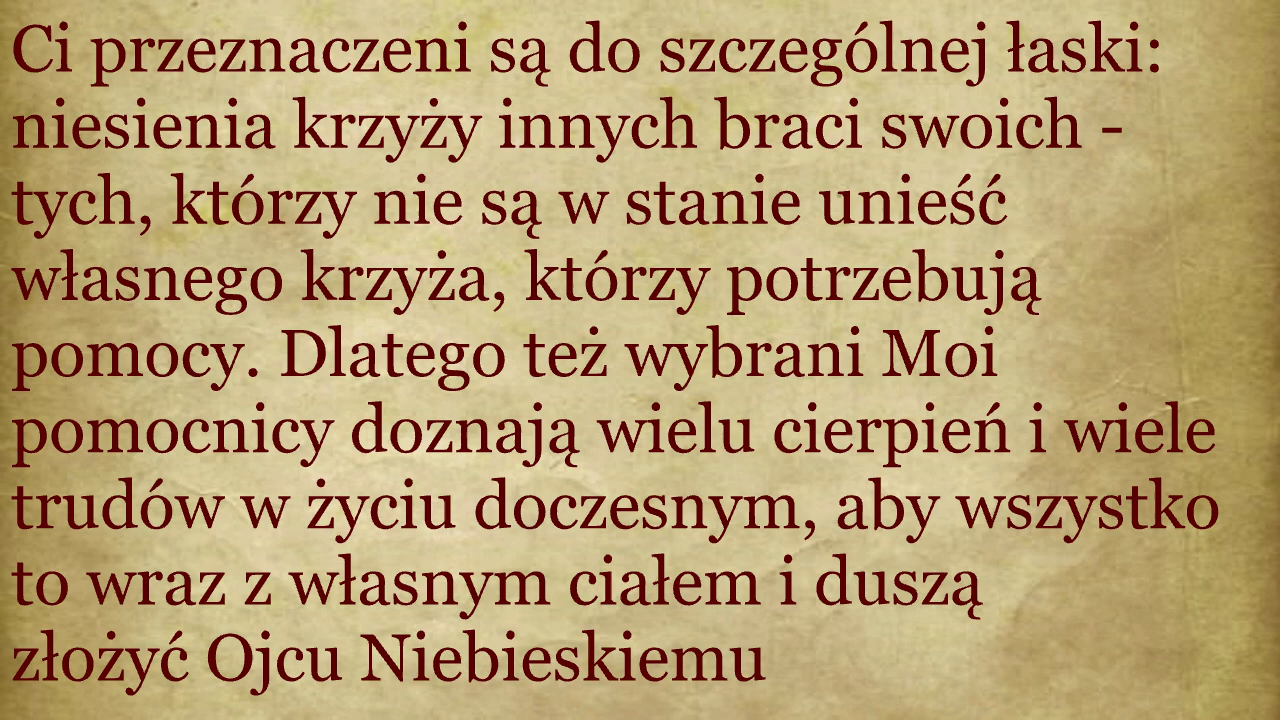 Ci przeznaczeni są do szczególnej łaski:
niesienia krzyży innych braci swoich -
tych, którzy nie są w stanie unieść
własnego krzyża, którzy potrzebują
pomocy. Dlatego też wybrani Moi
pomocnicy doznają wielu cierpień i wiele
trudów w życiu doczesnym, aby wszystko
to wraz z własnym ciałem i duszą
złożyć Ojcu Niebieskiemu